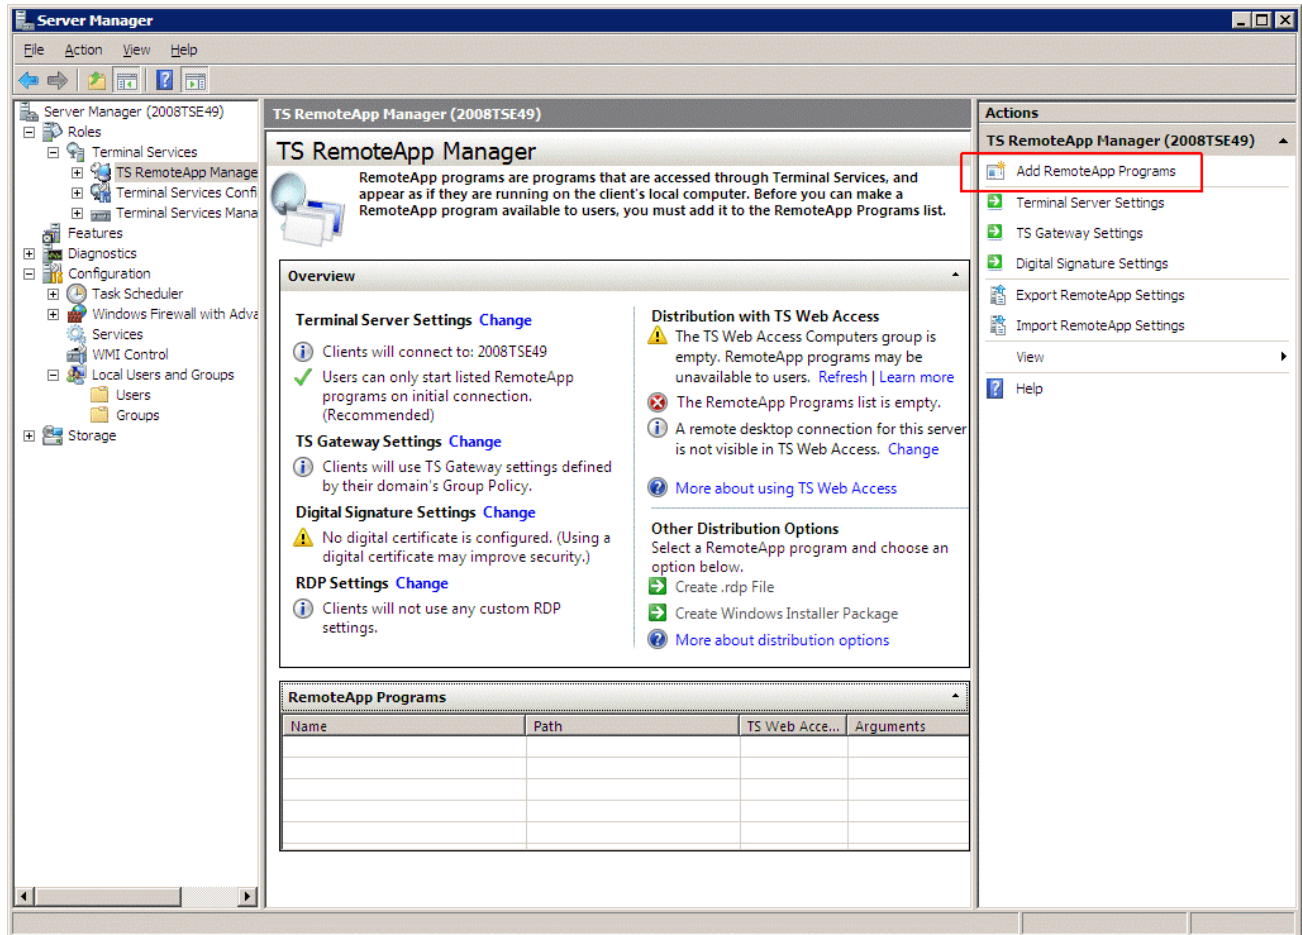 Server Manager
File Action View Help
Server Manager (2008TSE49)
Roles
Terminal Services
TS RemoteApp Manage
Terminal Services Confi
Terminal Services Mana
Features
Diagnostics
Configuration
Task Scheduler
Windows Firewall with Adva
Services
WMI Control
Local Users and Groups
Users
Groups
Storage
TS RemoteApp Manager (2008TSE49)
TS RemoteApp Manager
RemoteApp programs are programs that are accessed through Terminal Services, and
appear as if they are running on the client's local computer. Before you can make a
RemoteApp program available to users, you must add it to the RemoteApp Programs list.
Overview
Terminal Server Settings Change
Clients will connect to: 2008TSE49
Users can only start listed RemoteApp
programs on initial connection.
(Recommended)
TS Gateway Settings Change
Clients will use TS Gateway settings defined
by their domain's Group Policy.
Digital Signature Settings Change
No digital certificate is configured. (Using a
digital certificate may improve security.)
RDP Settings Change
Clients will not use any custom RDP
settings.
Distribution with TS Web Access
The TS Web Access Computers group is
empty. RemoteApp programs may be
unavailable to users. Refresh | Learn more
The RemoteApp Programs list is empty.
A remote desktop connection for this server
is not visible in TS Web Access. Change
More about using TS Web Access
Other Distribution Options
Select a RemoteApp program and choose an
option below.
Create .rdp File
Create Windows Installer Package
More about distribution options
RemoteApp Programs
Name Path TS Web Acce... Arguments
Actions
TS RemoteApp Manager (2008TSE49)
Add RemoteApp Programs
Terminal Server Settings
TS Gateway Settings
Digital Signature Settings
Export RemoteApp Settings
Import RemoteApp Settings
View
Help